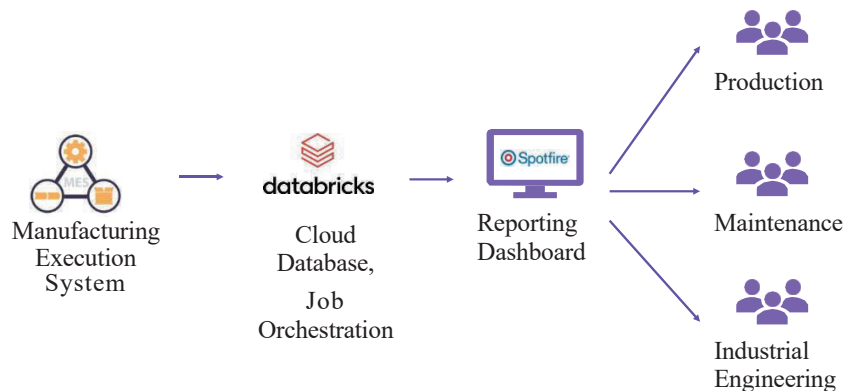 MES
Manufacturing
Execution
System
databricks
Cloud
Database,
Job
Orchestration
Spotfire
Reporting
Dashboard
Production
Maintenance
Industrial
Engineering